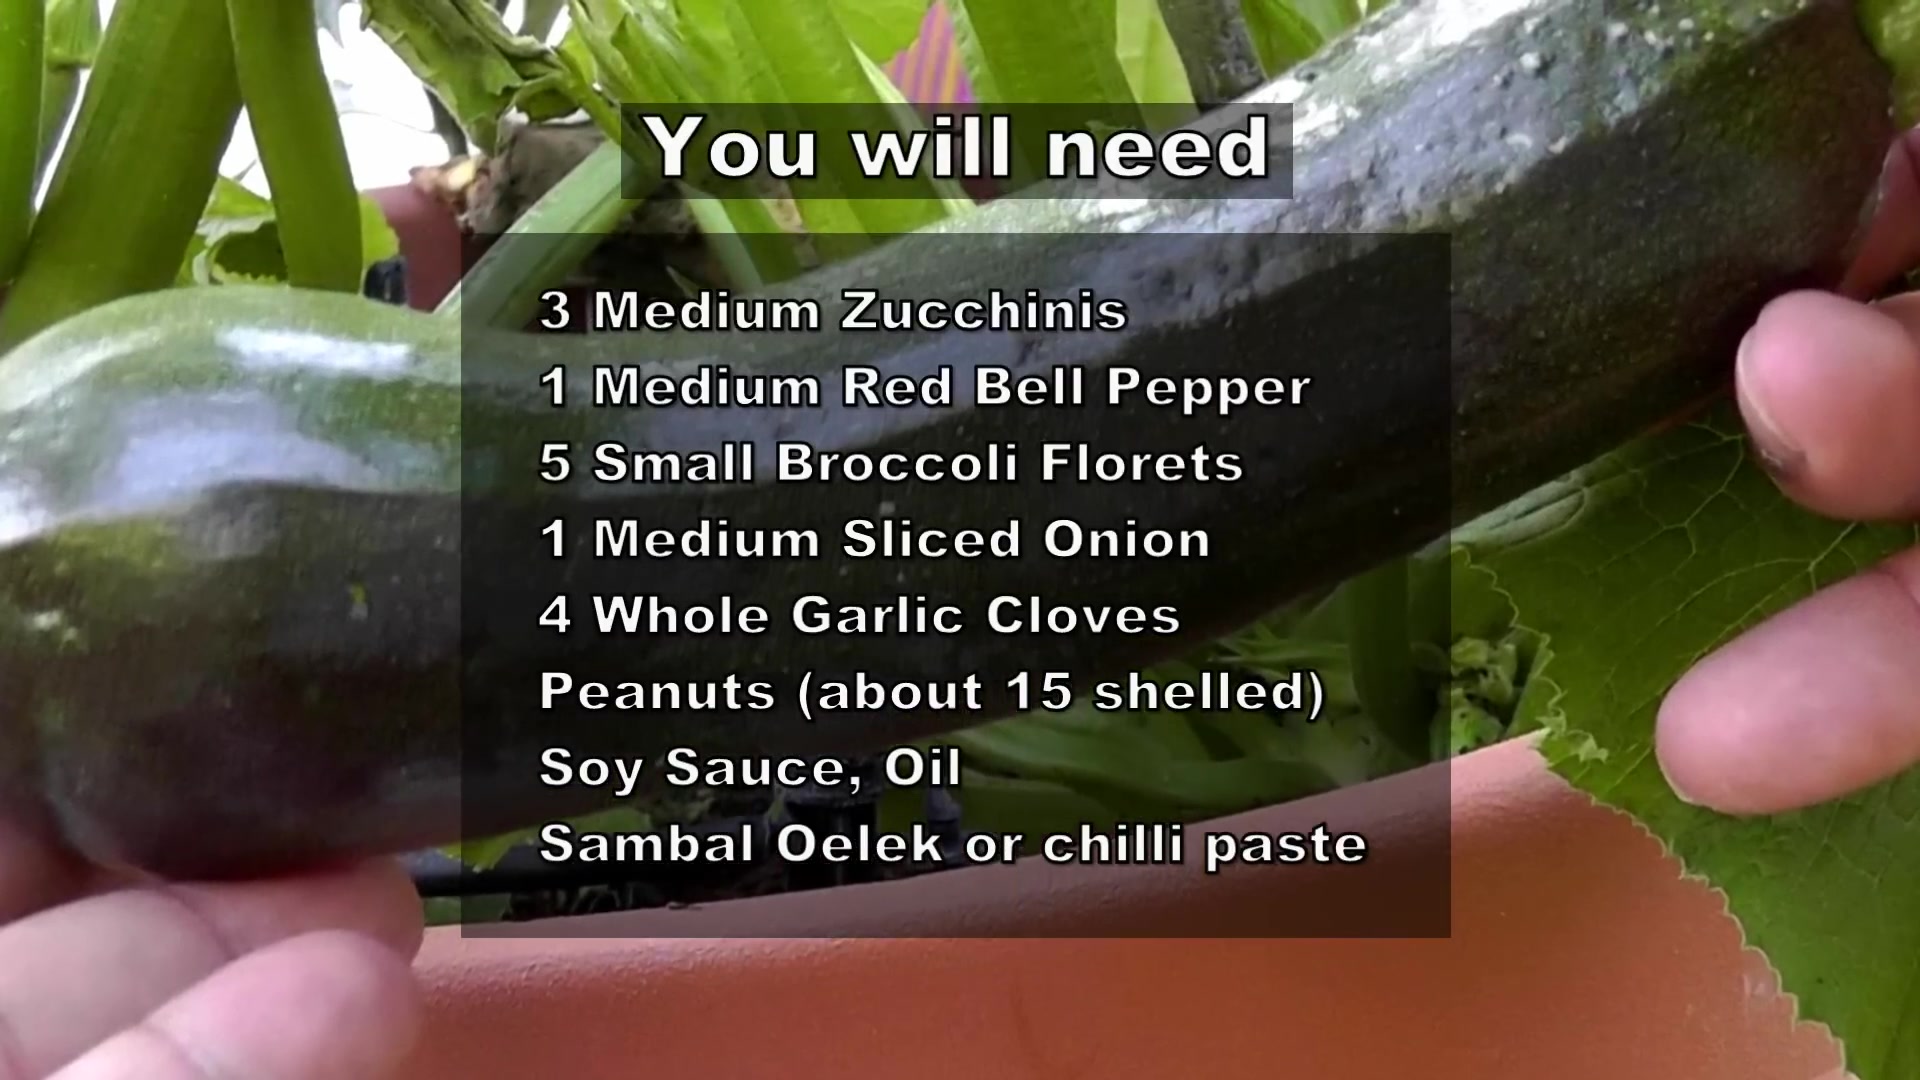 You will need
3 Medium Zucchinis
1 Medium Red Bell Pepper
5 Small Broccoli Florets
1 Medium Sliced Onion
4 Whole Garlic Cloves
Peanuts (about 15 shelled)
Soy Sauce, Oil
Sambal Oelek or chilli paste